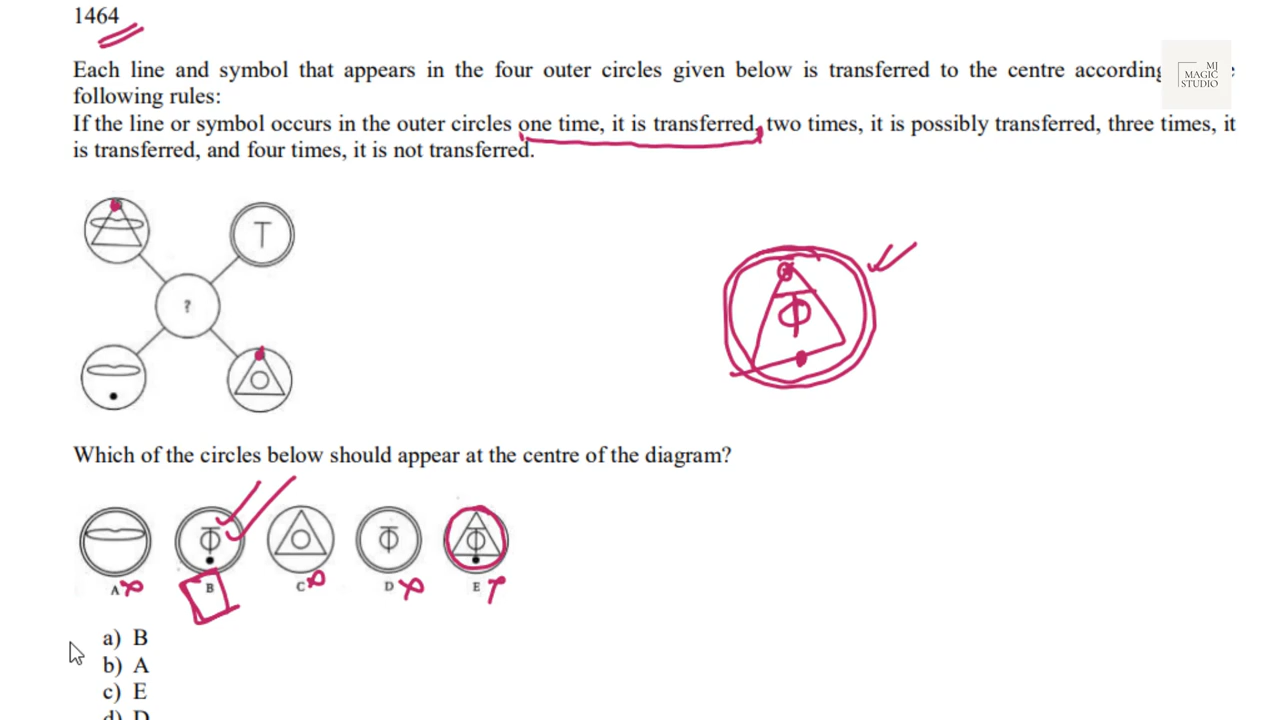 1464
MJ
MAGIC
STUDIO
Each line and symbol that appears in the four outer circles given below is transferred to the centre according
following rules:
If the line or symbol occurs in the outer circles one time, it is transferred, two times, it is possibly transferred, three times, it
is transferred, and four times, it is not transferred.
T
?
Which of the circles below should appear at the centre of the diagram?
A B C D E
a) B
b) A
c) E
d) D